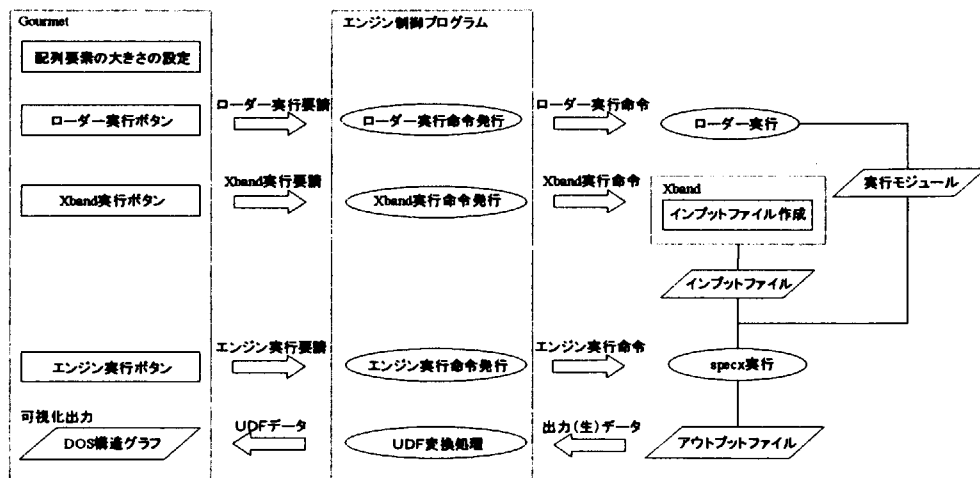 Gourmet
エンジン制御プログラム
配列要素の大きさの設定
ローダー実行要請
ローダー実行命令
ローダー実行ボタン
ローダー実行命令発行
ローダー実行
Xband実行要請
Xband実行命令
Xband
実行モジュール
Xband実行ボタン
Xband実行命令発行
インプットファイル作成
インプットファイル
エンジン実行要請
エンジン実行命令
エンジン実行ボタン
エンジン実行命令発行
specx実行
可視化出力
UDFデータ
出力(生)データ
DOS構造グラフ
UDF変換処理
アウトプットファイル